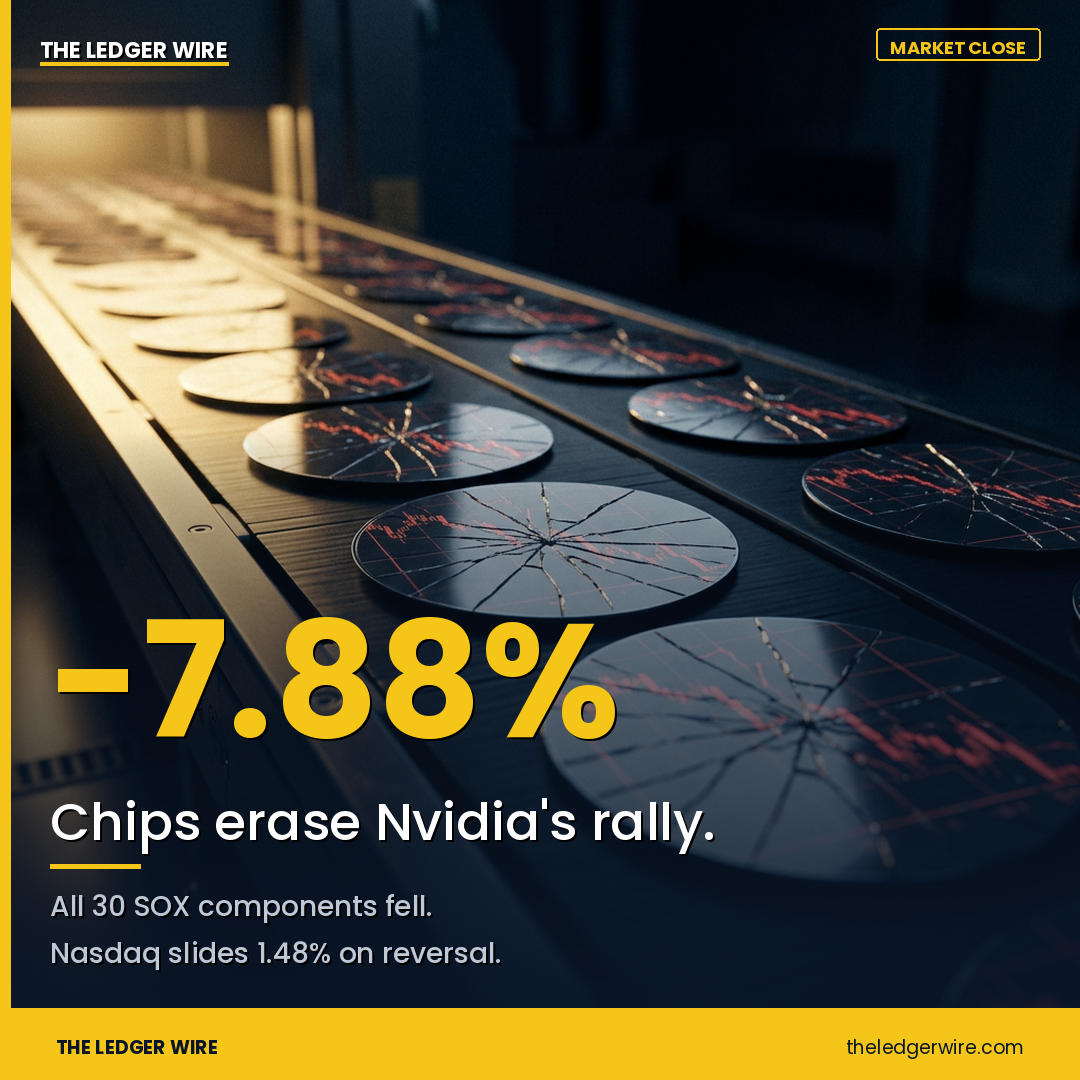 THE LEDGER WIRE
MARKET CLOSE
-7.88%
Chips erase Nvidia's rally.
All 30 SOX components fell.
Nasdaq slides 1.48% on reversal.
THE LEDGER WIRE
theledgerwire.com